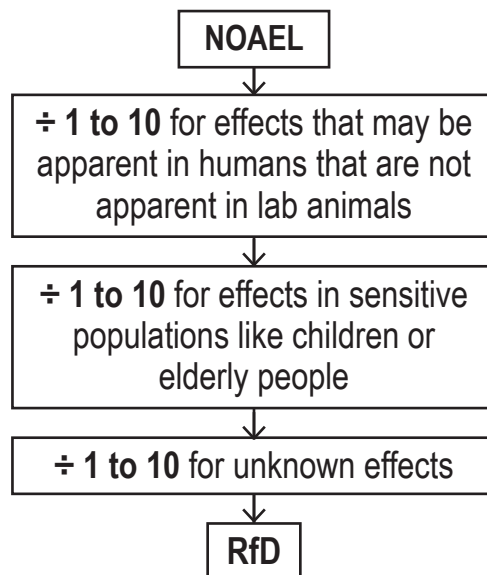 NOAEL
÷ 1 to 10 for effects that may be
apparent in humans that are not
apparent in lab animals
÷ 1 to 10 for effects in sensitive
populations like children or
elderly people
÷ 1 to 10 for unknown effects
RfD